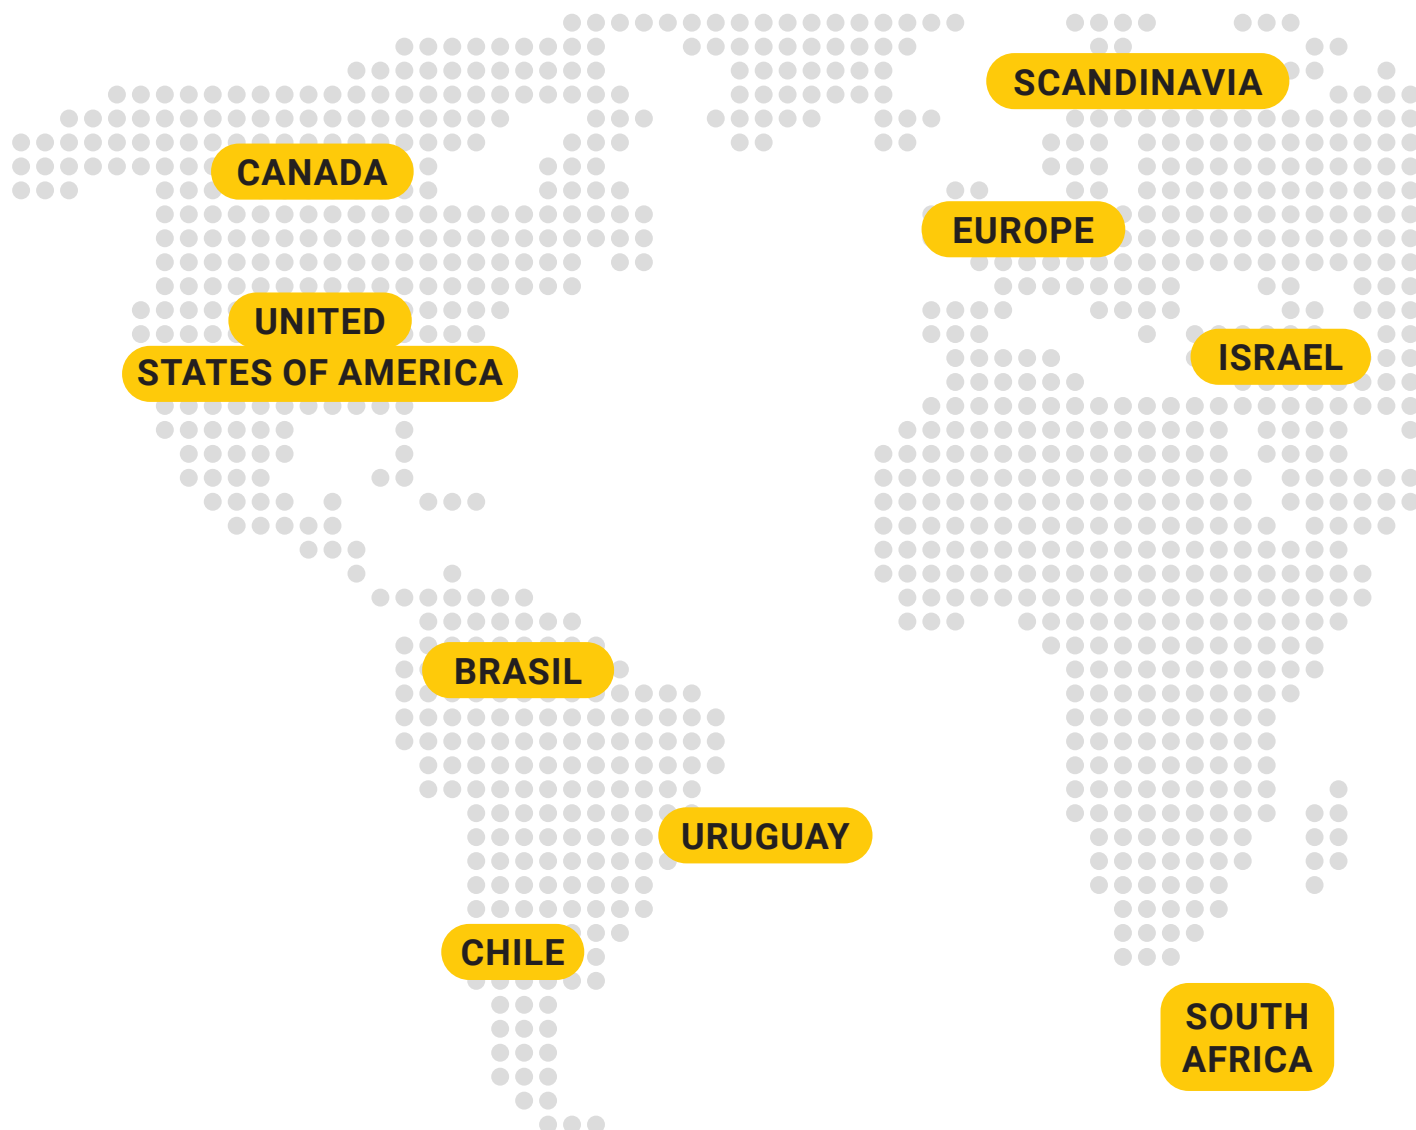 SCANDINAVIA
CANADA
EUROPE
UNITED
STATES OF AMERICA
ISRAEL
BRASIL
URUGUAY
CHILE
SOUTH
AFRICA